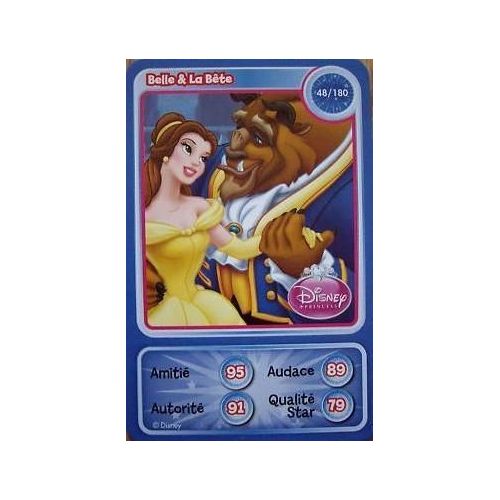 Belle & La Bête
48/180
Disney
PRINCESS
Amitié 95 Audace 89
Autorité 91 Qualité Star 79
© Disney